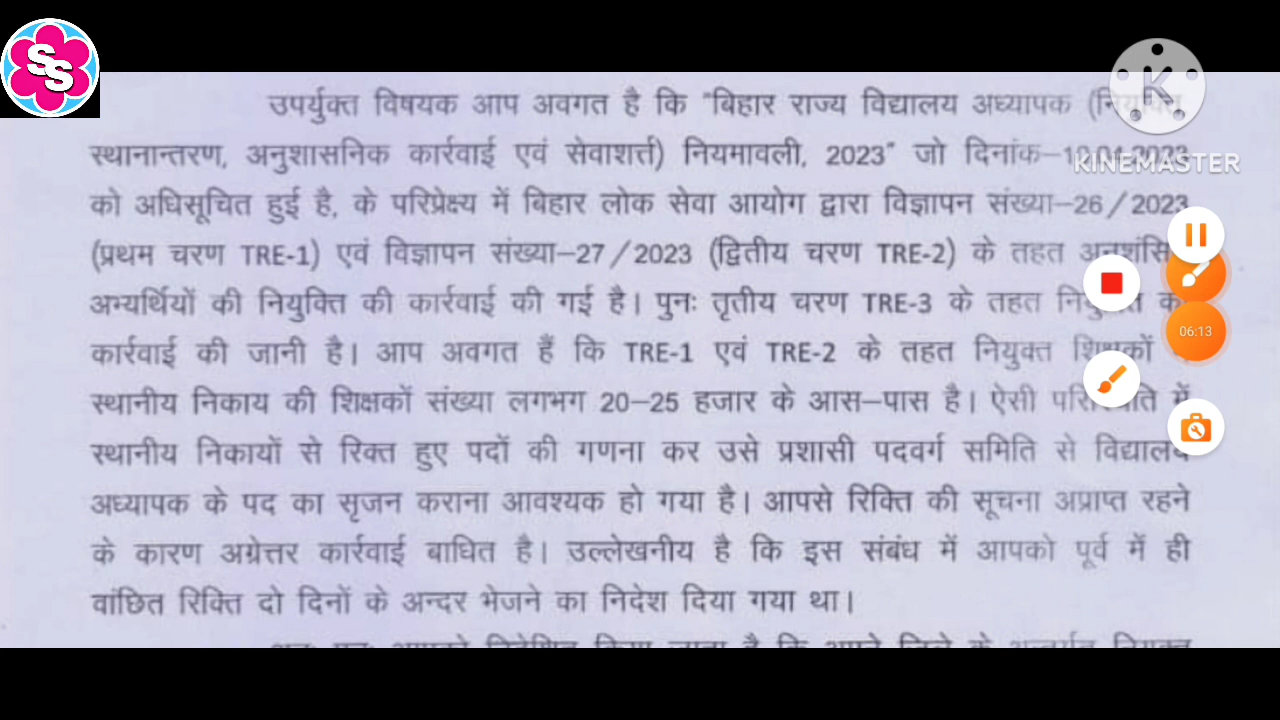 SS
उपर्युक्त विषयक आप अवगत है कि "बिहार राज्य विद्यालय अध्यापक
स्थानान्तरण, अनुशासनिक कार्रवाई एवं सेवाशर्त्त) नियमावली, 2023" जो दिनांक–
KINEMASTER
को अधिसूचित हुई है, के परिप्रेक्ष्य में बिहार लोक सेवा आयोग द्वारा विज्ञापन संख्या–26/2023
(प्रथम चरण TRE-1) एवं विज्ञापन संख्या–27/2023 (द्वितीय चरण TRE-2) के तहत
अभ्यर्थियों की नियुक्ति की कार्रवाई की गई है। पुनः तृतीय चरण TRE-3 के तहत
06:13
कार्रवाई की जानी है। आप अवगत हैं कि TRE-1 एवं TRE-2 के तहत नियुक्त शिक्षकों
स्थानीय निकाय की शिक्षकों संख्या लगभग 20–25 हजार के आस–पास है। ऐसी में
स्थानीय निकायों से रिक्त हुए पदों की गणना कर उसे प्रशासी पदवर्ग समिति से विद्यालय
अध्यापक के पद का सृजन कराना आवश्यक हो गया है। आपसे रिक्ति की सूचना अप्राप्त रहने
के कारण अग्रेत्तर कार्रवाई बाधित है। उल्लेखनीय है कि इस संबंध में आपको पूर्व में ही
वांछित रिक्ति दो दिनों के अन्दर भेजने का निदेश दिया गया था।